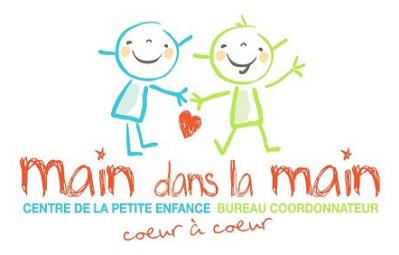 main dans la main
CENTRE DE LA PETITE ENFANCE BUREAU COORDONNATEUR
coeur à coeur